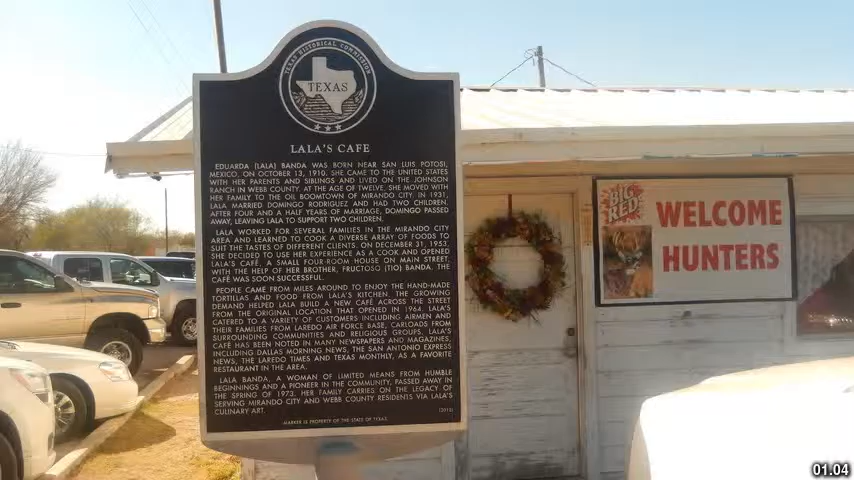 TEXAS HISTORICAL COMMISSION
TEXAS
LALA'S CAFE
EDUARDA (LALA) BANDA WAS BORN NEAR SAN LUIS POTOSI,
MEXICO, ON OCTOBER 13, 1910. SHE CAME TO THE UNITED STATES
WITH HER PARENTS AND SIBLINGS AND LIVED ON THE JOHNSON
RANCH IN WEBB COUNTY. AT THE AGE OF TWELVE, SHE MOVED WITH
HER FAMILY TO THE OIL BOOMTOWN OF MIRANDO CITY. IN 1931,
LALA MARRIED DOMINGO RODRIGUEZ AND HAD TWO CHILDREN.
AFTER FOUR AND A HALF YEARS OF MARRIAGE, DOMINGO PASSED
AWAY, LEAVING LALA TO SUPPORT TWO CHILDREN.
LALA WORKED FOR SEVERAL FAMILIES IN THE MIRANDO CITY
AREA AND LEARNED TO COOK A DIVERSE ARRAY OF FOODS TO
SUIT THE TASTES OF DIFFERENT CLIENTS. ON DECEMBER 31, 1953,
SHE DECIDED TO USE HER EXPERIENCE AS A COOK AND OPENED
LALA'S CAFÉ, A SMALL FOUR-ROOM HOUSE ON MAIN STREET,
WITH THE HELP OF HER BROTHER, FRUCTOSO (TIO) BANDA. THE
CAFÉ WAS SOON SUCCESSFUL.
PEOPLE CAME FROM MILES AROUND TO ENJOY THE HAND-MADE
TORTILLAS AND FOOD FROM LALA'S KITCHEN. THE GROWING
DEMAND HELPED LALA BUILD A NEW CAFÉ ACROSS THE STREET
FROM THE ORIGINAL LOCATION THAT OPENED IN 1964. LALA'S
CATERED TO A VARIETY OF CUSTOMERS INCLUDING AIRMEN AND
THEIR FAMILIES FROM LAREDO AIR FORCE BASE, CARLOADS FROM
SURROUNDING COMMUNITIES AND RELIGIOUS GROUPS. LALA'S
CAFÉ HAS BEEN NOTED IN MANY NEWSPAPERS AND MAGAZINES,
INCLUDING DALLAS MORNING NEWS, THE SAN ANTONIO EXPRESS
NEWS, THE LAREDO TIMES AND TEXAS MONTHLY, AS A FAVORITE
RESTAURANT IN THE AREA.
LALA BANDA, A WOMAN OF LIMITED MEANS FROM HUMBLE
BEGINNINGS AND A PIONEER IN THE COMMUNITY, PASSED AWAY IN
THE SPRING OF 1973. HER FAMILY CARRIES ON THE LEGACY OF
SERVING MIRANDO CITY AND WEBB COUNTY RESIDENTS VIA LALA'S
CULINARY ART.
(2013)
MARKER IS PROPERTY OF THE STATE OF TEXAS
BIG
RED
WELCOME
HUNTERS
01.04